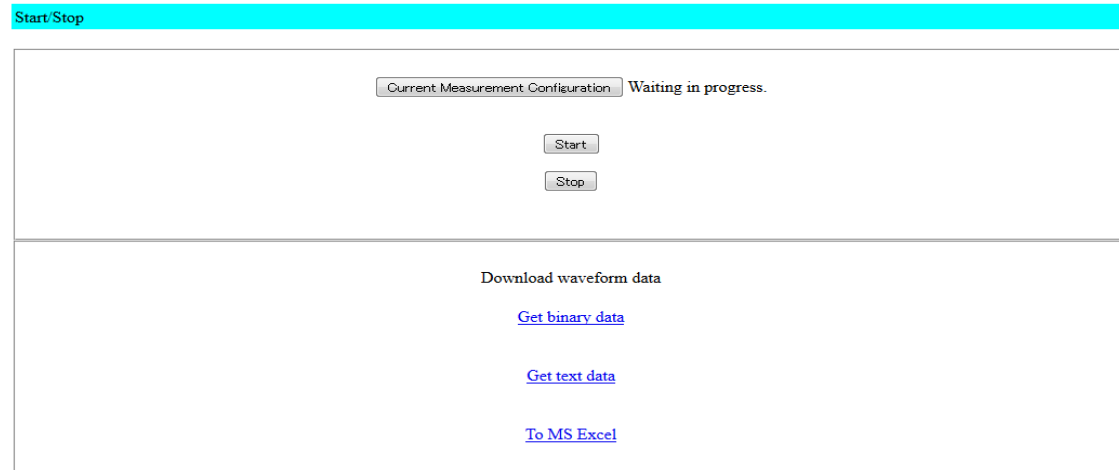 Start/Stop
Current Measurement Configuration Waiting in progress.
Start
Stop
Download waveform data
Get binary data
Get text data
To MS Excel